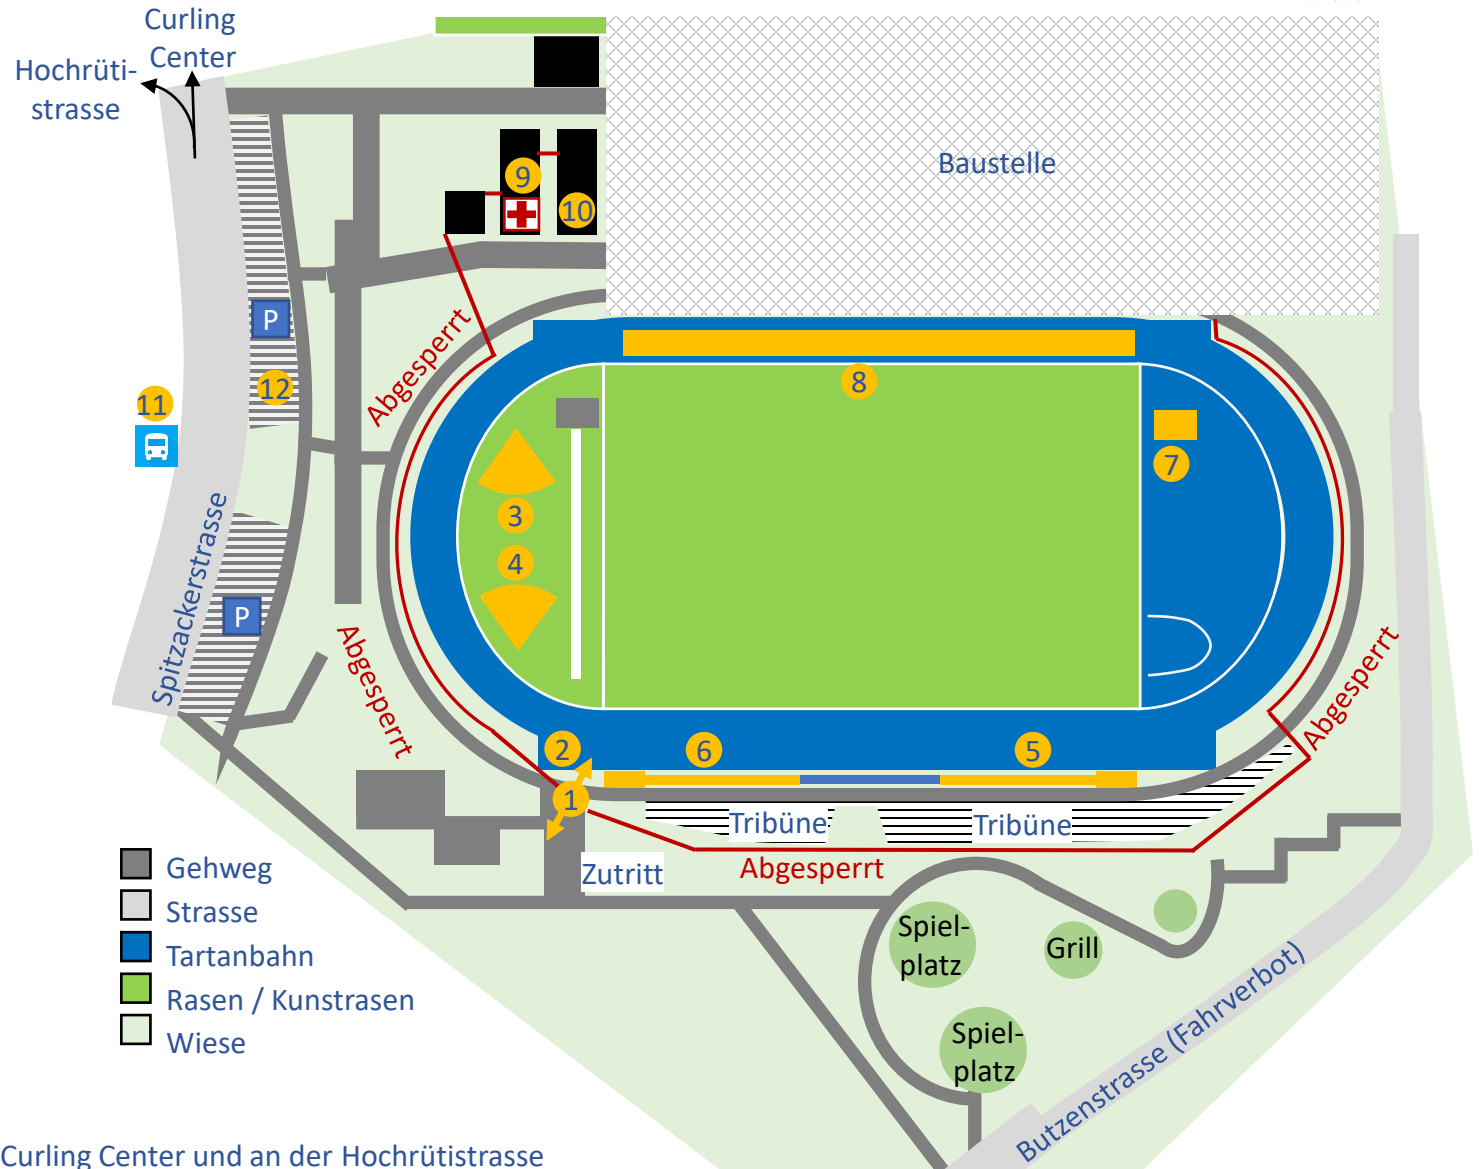 Curling
Center
Hochrüti-
strasse
Baustelle
9
10
Abgesperrt
P
12
11
8
7
3
4
Spitzackerstrasse
P
Abgesperrt
Abgesperrt
2
6
5
1
Tribüne
Tribüne
Zutritt
Abgesperrt
Gehweg
Strasse
Tartanbahn
Rasen / Kunstrasen
Wiese
Spiel-
platz
Grill
Spiel-
platz
Butzenstrasse (Fahrverbot)
Curling Center und an der Hochrütistrasse